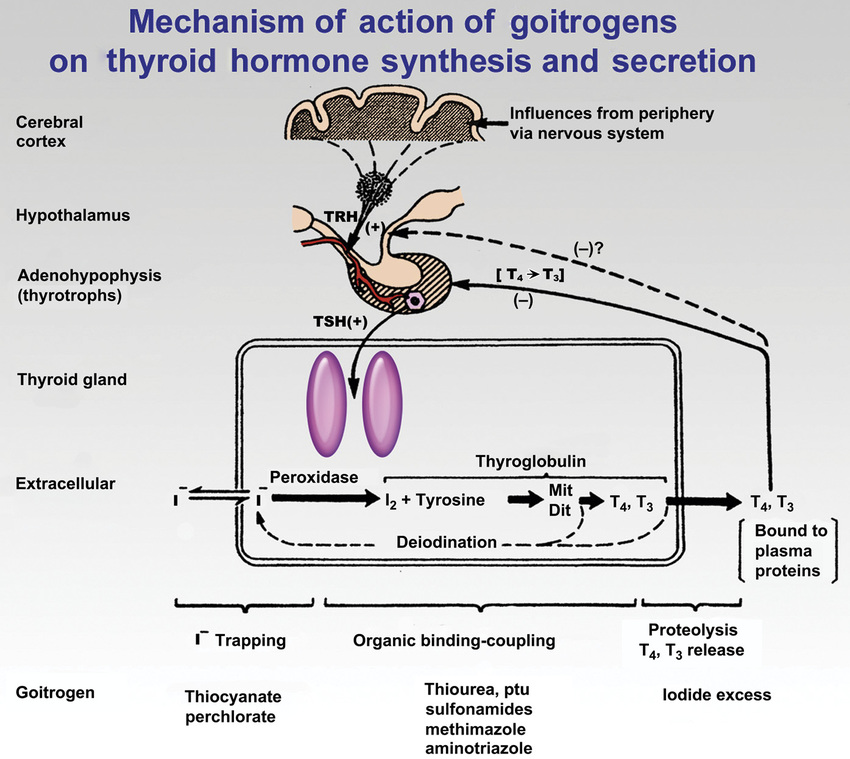 Mechanism of action of goitrogens
on thyroid hormone synthesis and secretion
Cerebral
cortex
Influences from periphery
via nervous system
Hypothalamus
TRH
(+)
(–)?
Adenohypophysis
(thyrotrophs)
[ T₄ → T₃]
(–)
TSH(+)
Thyroid gland
Thyroglobulin
Extracellular
Peroxidase
I⁻
I⁻
I₂ + Tyrosine
Mit
Dit
T₄, T₃
T₄, T₃
Deiodination
Bound to
plasma
proteins
I⁻ Trapping
Organic binding-coupling
Proteolysis
T₄, T₃ release
Goitrogen
Thiocyanate
perchlorate
Thiourea, ptu
sulfonamides
methimazole
aminotriazole
Iodide excess